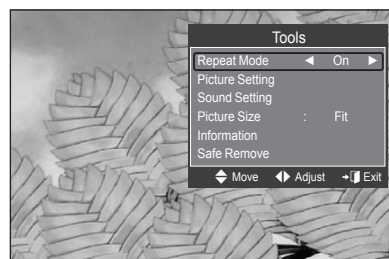 Tools
Repeat Mode ◀ On ▶
Picture Setting
Sound Setting
Picture Size : Fit
Information
Safe Remove
Move Adjust Exit